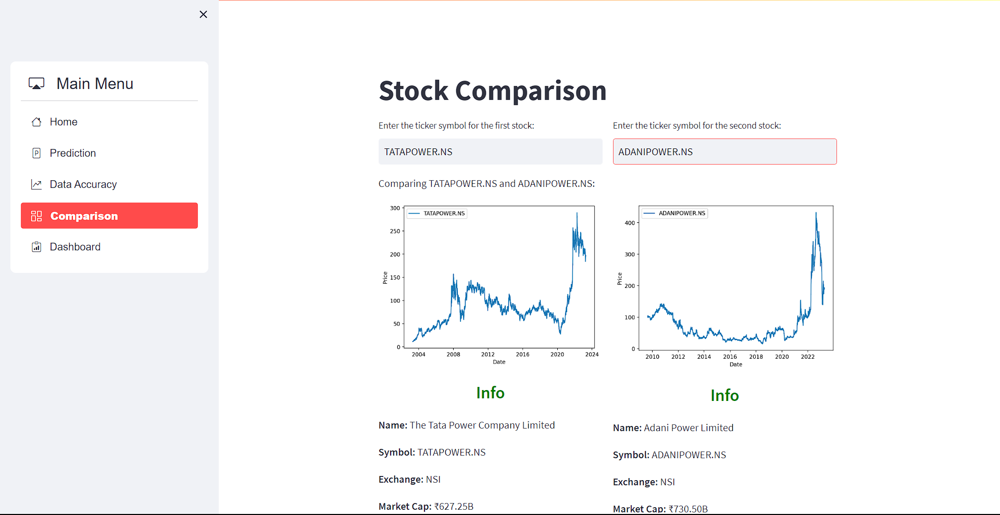 Main Menu
Home
Prediction
Data Accuracy
Comparison
Dashboard
Stock Comparison
Enter the ticker symbol for the first stock:
TATAPOWER.NS
Enter the ticker symbol for the second stock:
ADANIPOWER.NS
Comparing TATAPOWER.NS and ADANIPOWER.NS:
TATAPOWER.NS
300
250
200
150
100
50
0
Price
2004 2008 2012 2016 2020 2024
Date
ADANIPOWER.NS
400
300
200
100
0
Price
2010 2012 2014 2016 2018 2020 2022
Date
Info
Name: The Tata Power Company Limited
Symbol: TATAPOWER.NS
Exchange: NSI
Market Cap: ₹627.25B
Info
Name: Adani Power Limited
Symbol: ADANIPOWER.NS
Exchange: NSI
Market Cap: ₹730.50B